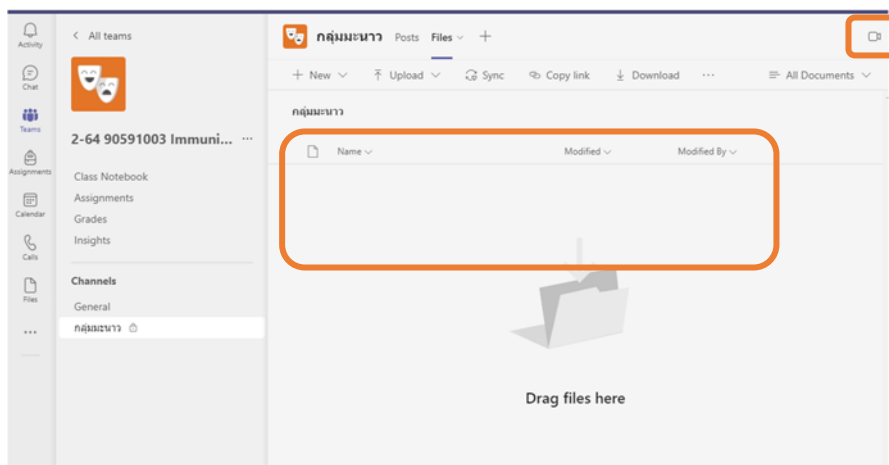 Activity
Chat
Teams
Assignments
Calendar
Calls
Files
...
All teams
2-64 90591003 Immuni... ...
Class Notebook
Assignments
Grades
Insights
Channels
General
กลุ่มมะนาว
กลุ่มมะนาว Posts Files +
+ New Upload Sync Copy link Download ... All Documents
กลุ่มมะนาว
Name Modified Modified By
Drag files here